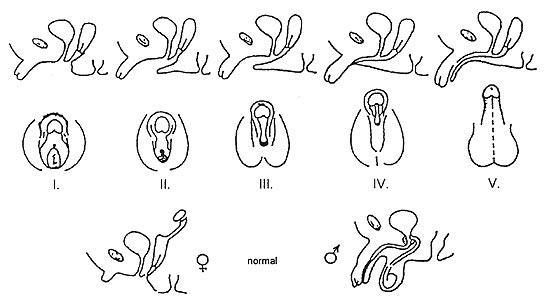 I. II. III. IV. V.
♀ normal ♂